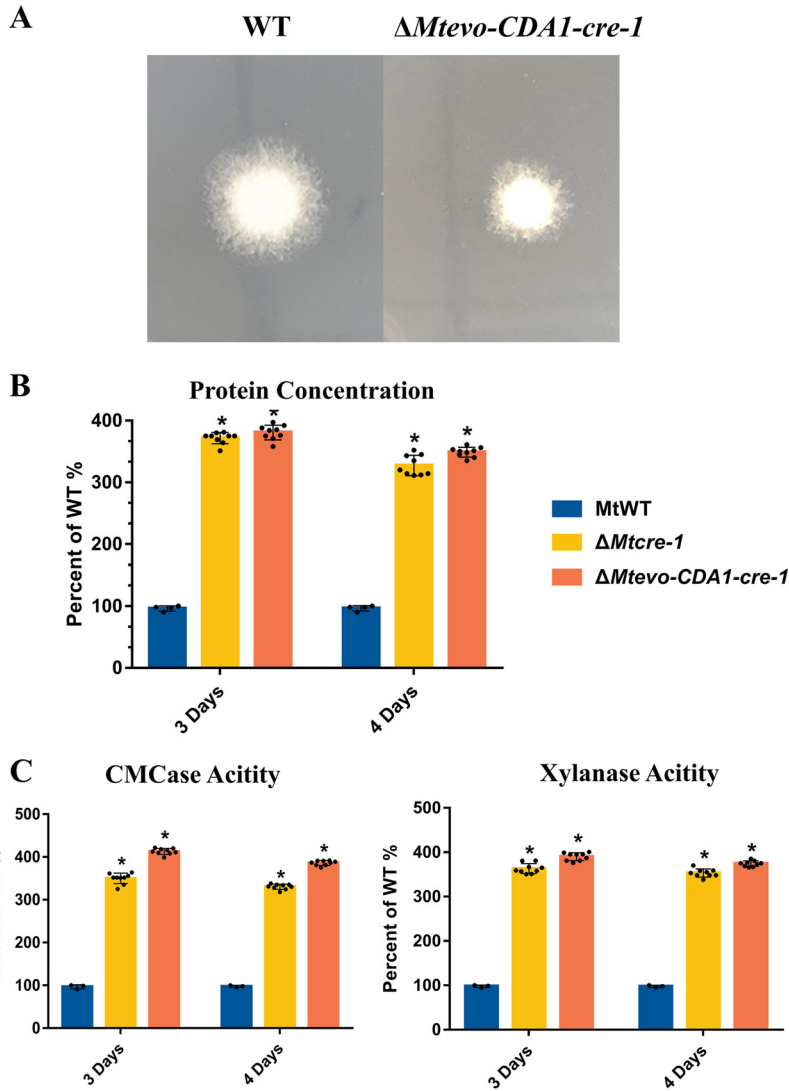 A
WT
ΔMtevo-CDA1-cre-1
B
Protein Concentration
Percent of WT %
400
300
200
100
0
*
*
*
*
3 Days
4 Days
MtWT
ΔMtcre-1
ΔMtevo-CDA1-cre-1
C
CMCase Acitity
500
400
300
200
100
0
*
*
*
*
3 Days
4 Days
Xylanase Acitity
Percent of WT %
500
400
300
200
100
0
*
*
*
*
3 Days
4 Days